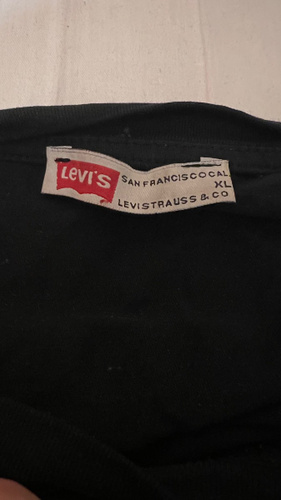 Levi's
SAN FRANCISCO CAL
XL
LEVI STRAUSS & CO